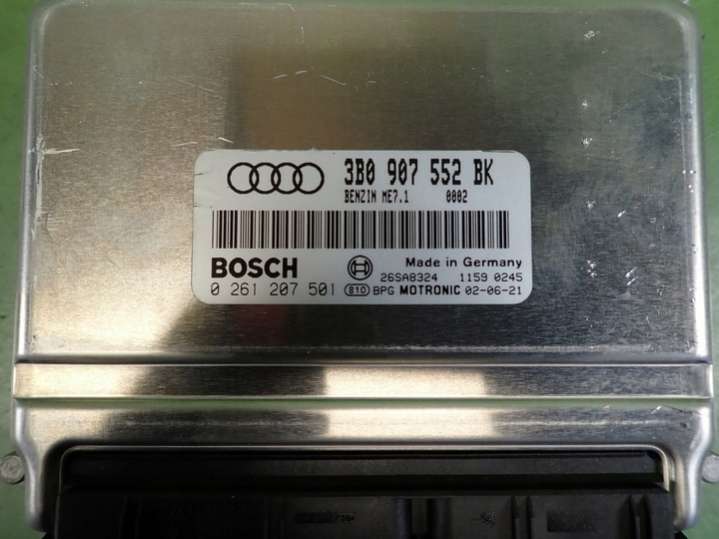 3B0 907 552 BK
BENZIN ME7.1 0002
Made in Germany
BOSCH 26SA8324 1159 0245
0 261 207 501 810 BPG MOTRONIC 02-06-21